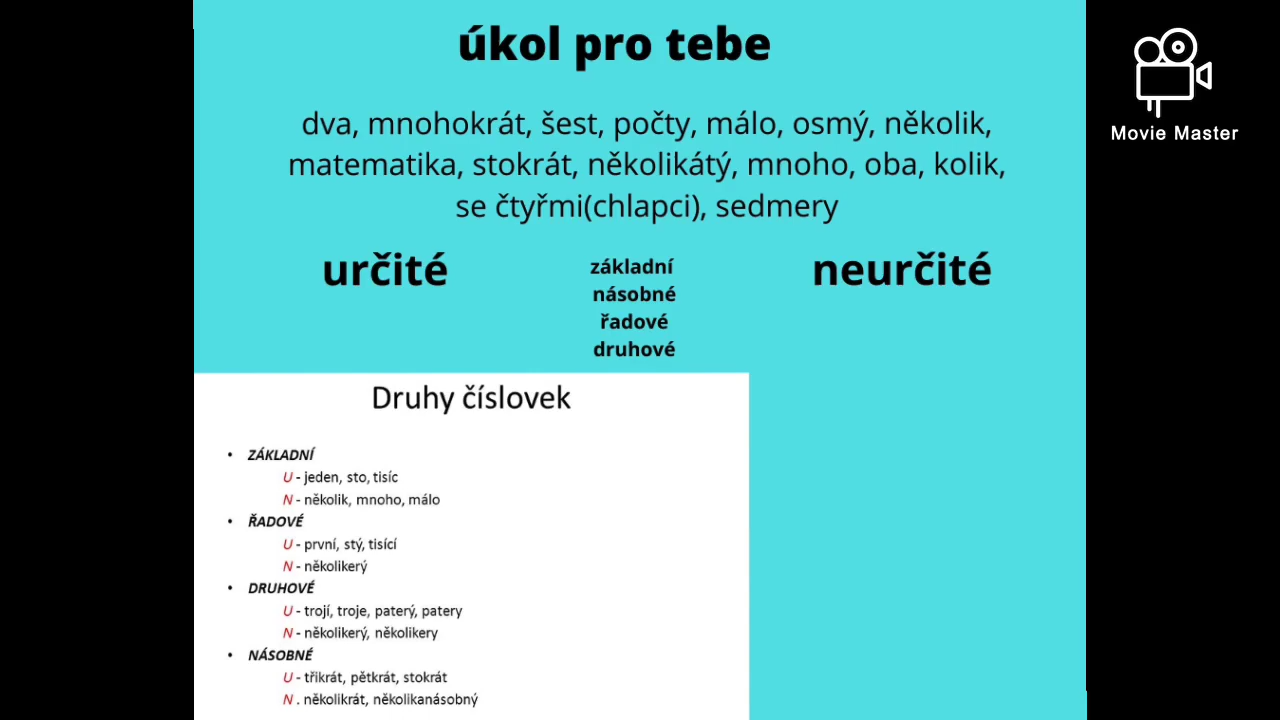 úkol pro tebe
Movie Master
dva, mnohokrát, šest, počty, málo, osmý, několik,
matematika, stokrát, několikátý, mnoho, oba, kolik,
se čtyřmi(chlapci), sedmery
určité
základní
násobné
řadové
druhové
neurčité
Druhy číslovek
• ZÁKLADNÍ
U - jeden, sto, tisíc
N - několik, mnoho, málo
• ŘADOVÉ
U - první, stý, tisící
N - několikerý
• DRUHOVÉ
U - trojí, troje, paterý, patery
N - několikerý, několikery
• NÁSOBNÉ
U - třikrát, pětkrát, stokrát
N . několikrát, několikanásobný